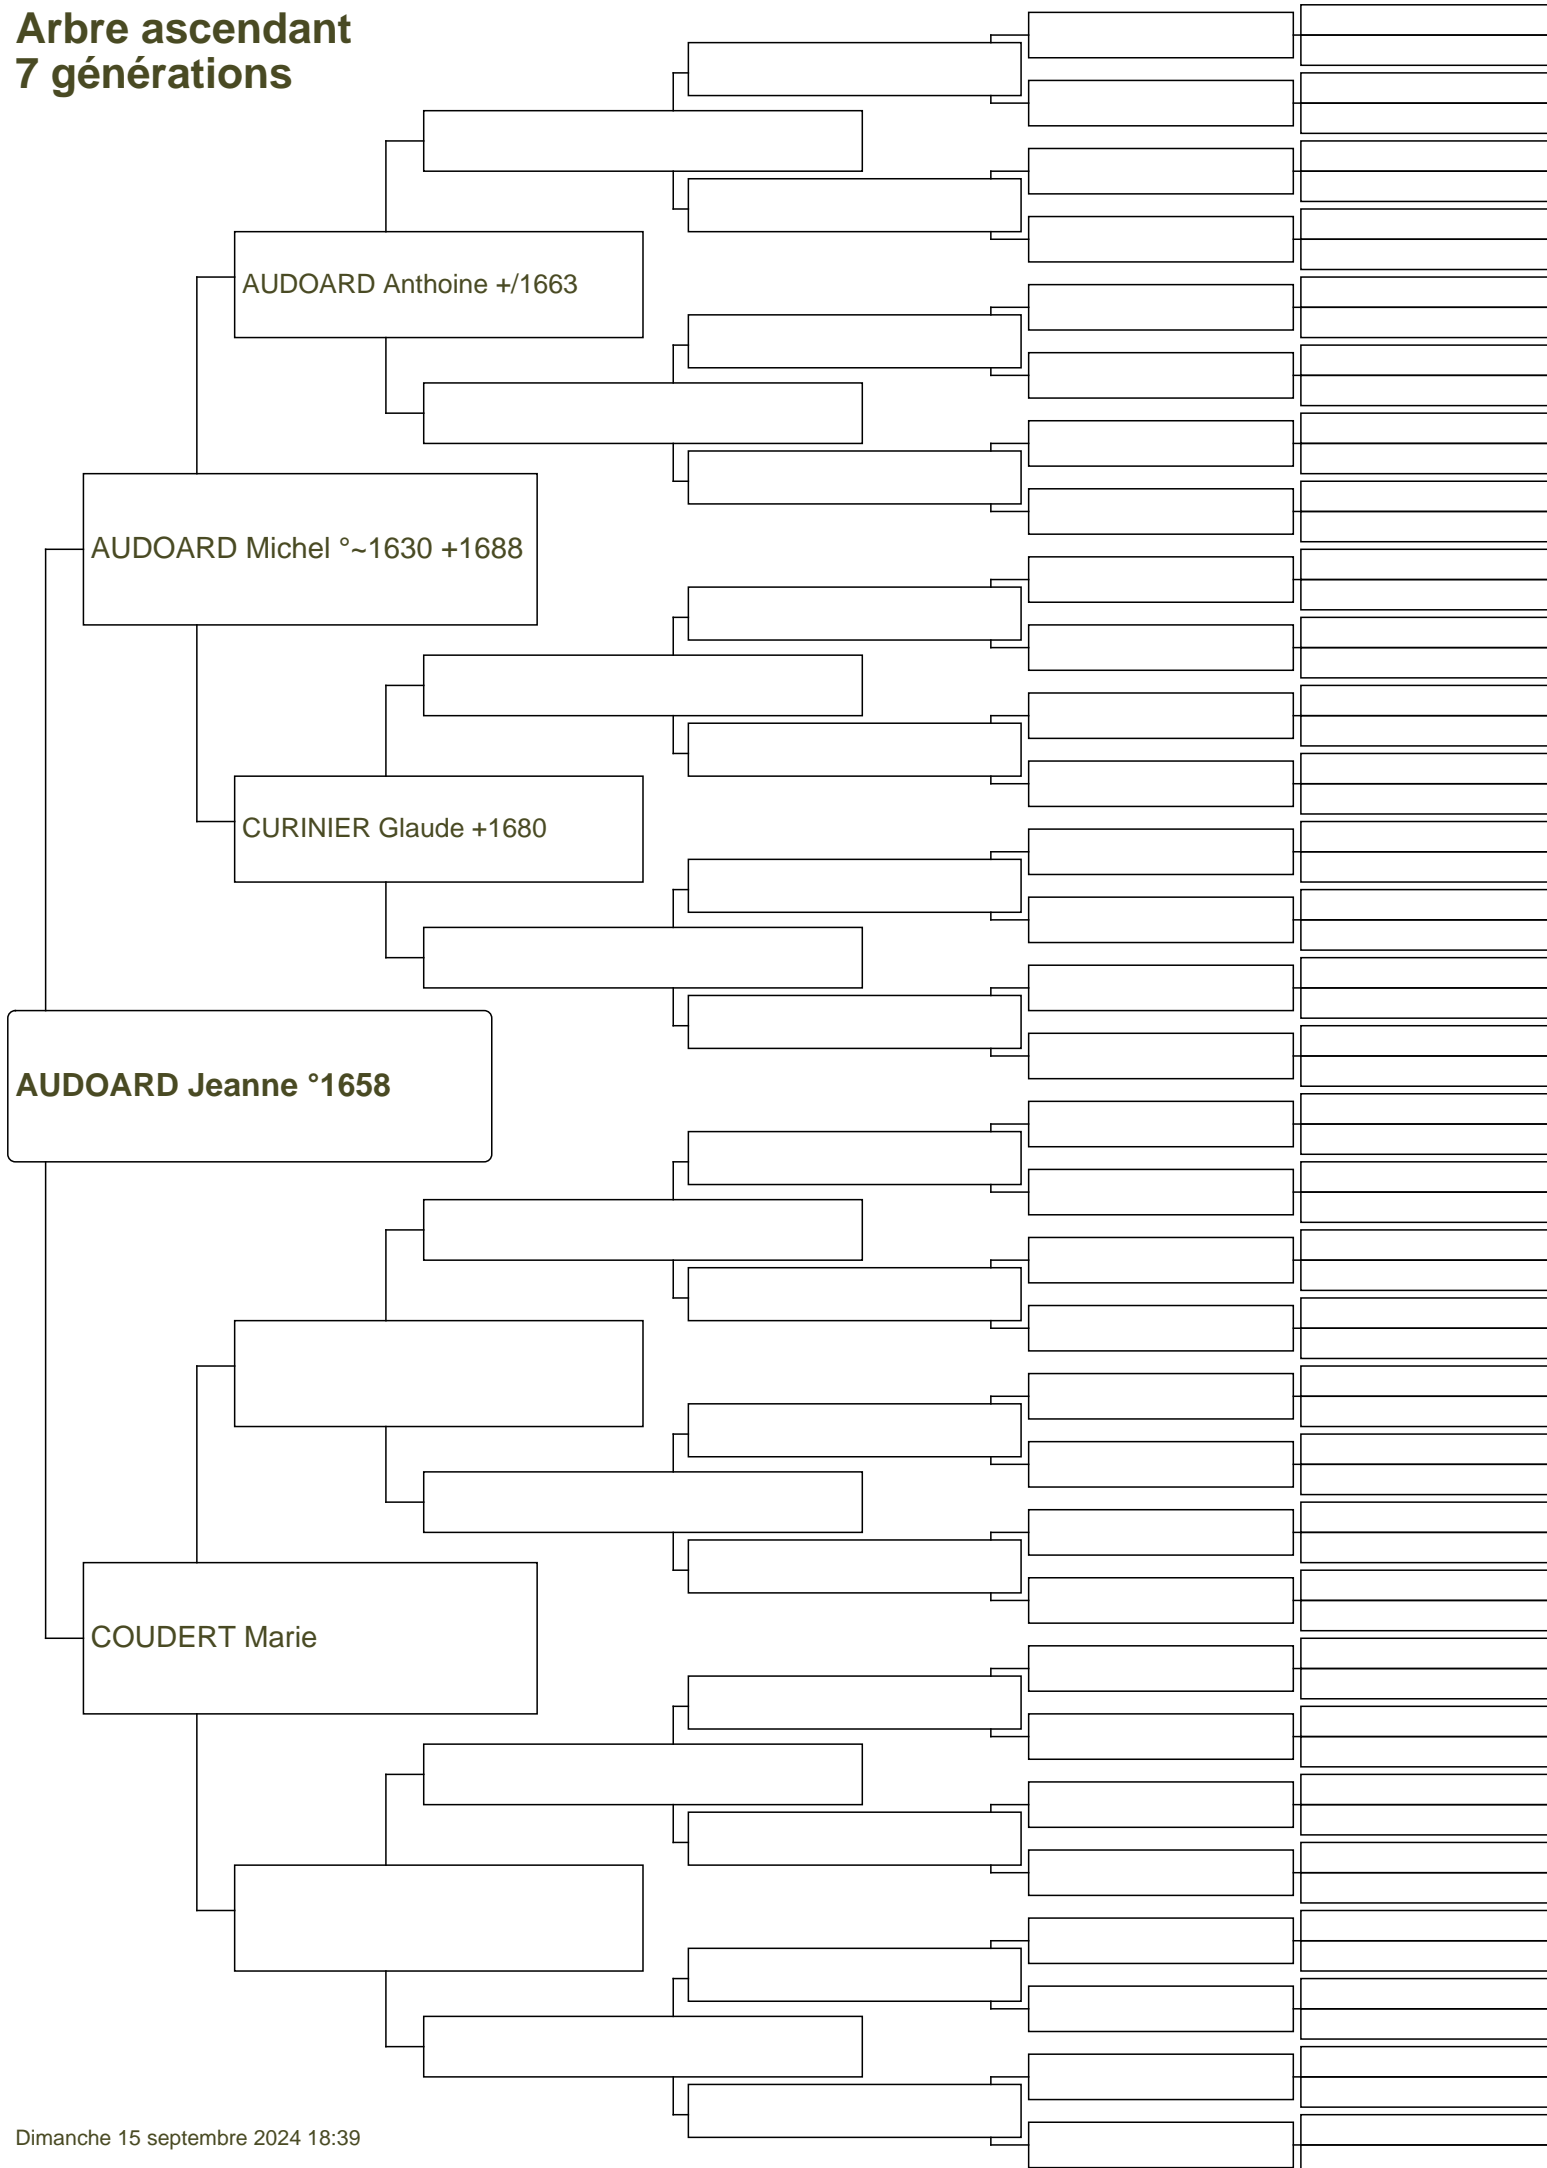 Arbre ascendant
7 générations
AUDOARD Anthoine +/1663
AUDOARD Michel °~1630 +1688
CURINIER Glaude +1680
AUDOARD Jeanne °1658
COUDERT Marie
Dimanche 15 septembre 2024 18:39